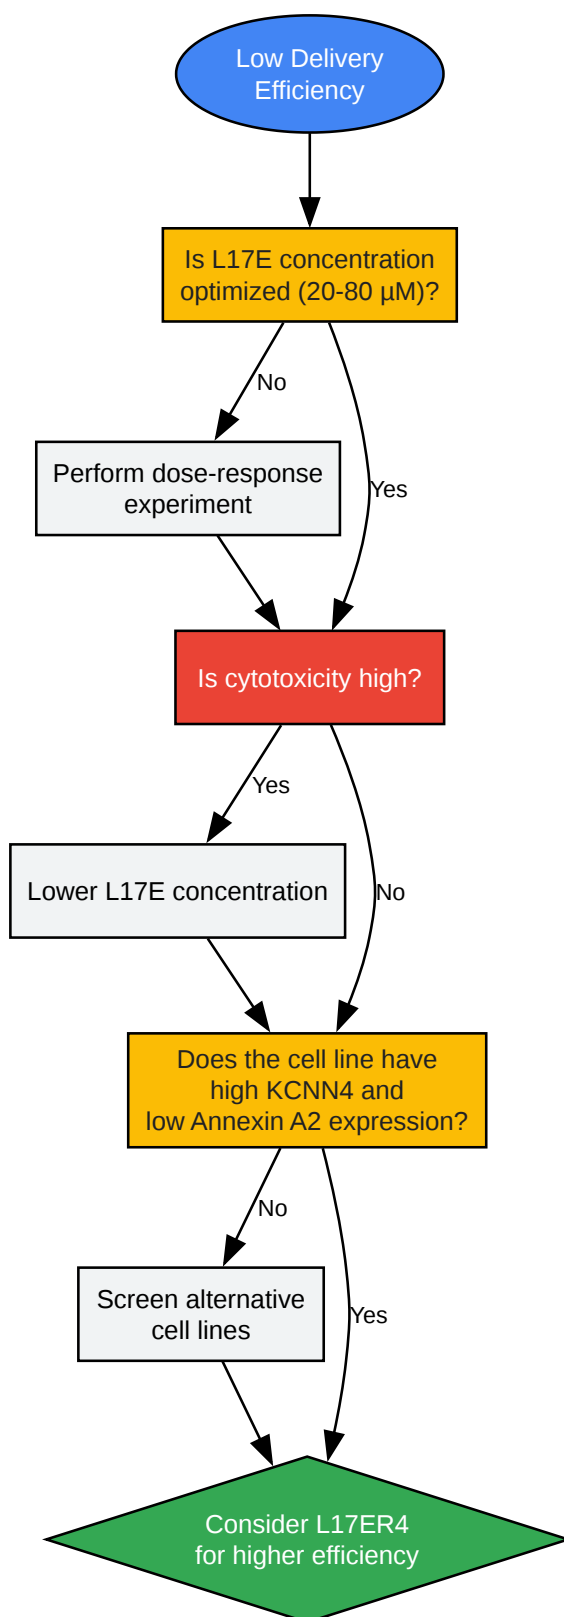 Low Delivery
Efficiency
Is L17E concentration
optimized (20-80 µM)?
No
Yes
Perform dose-response
experiment
Is cytotoxicity high?
Yes
No
Lower L17E concentration
Does the cell line have
high KCNN4 and
low Annexin A2 expression?
No
Yes
Screen alternative
cell lines
Consider L17ER4
for higher efficiency